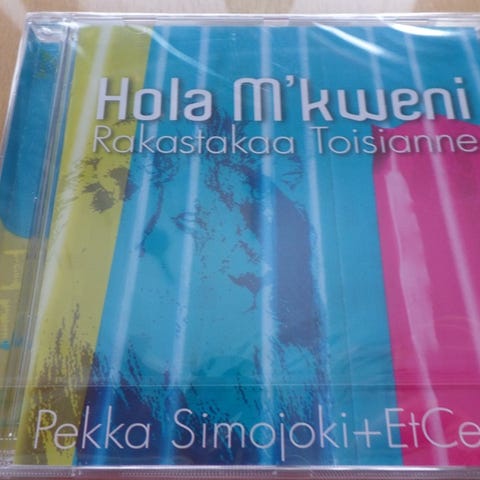 Hola M'kweni
Rakastakaa Toisianne
Pekka Simojoki+EtCe